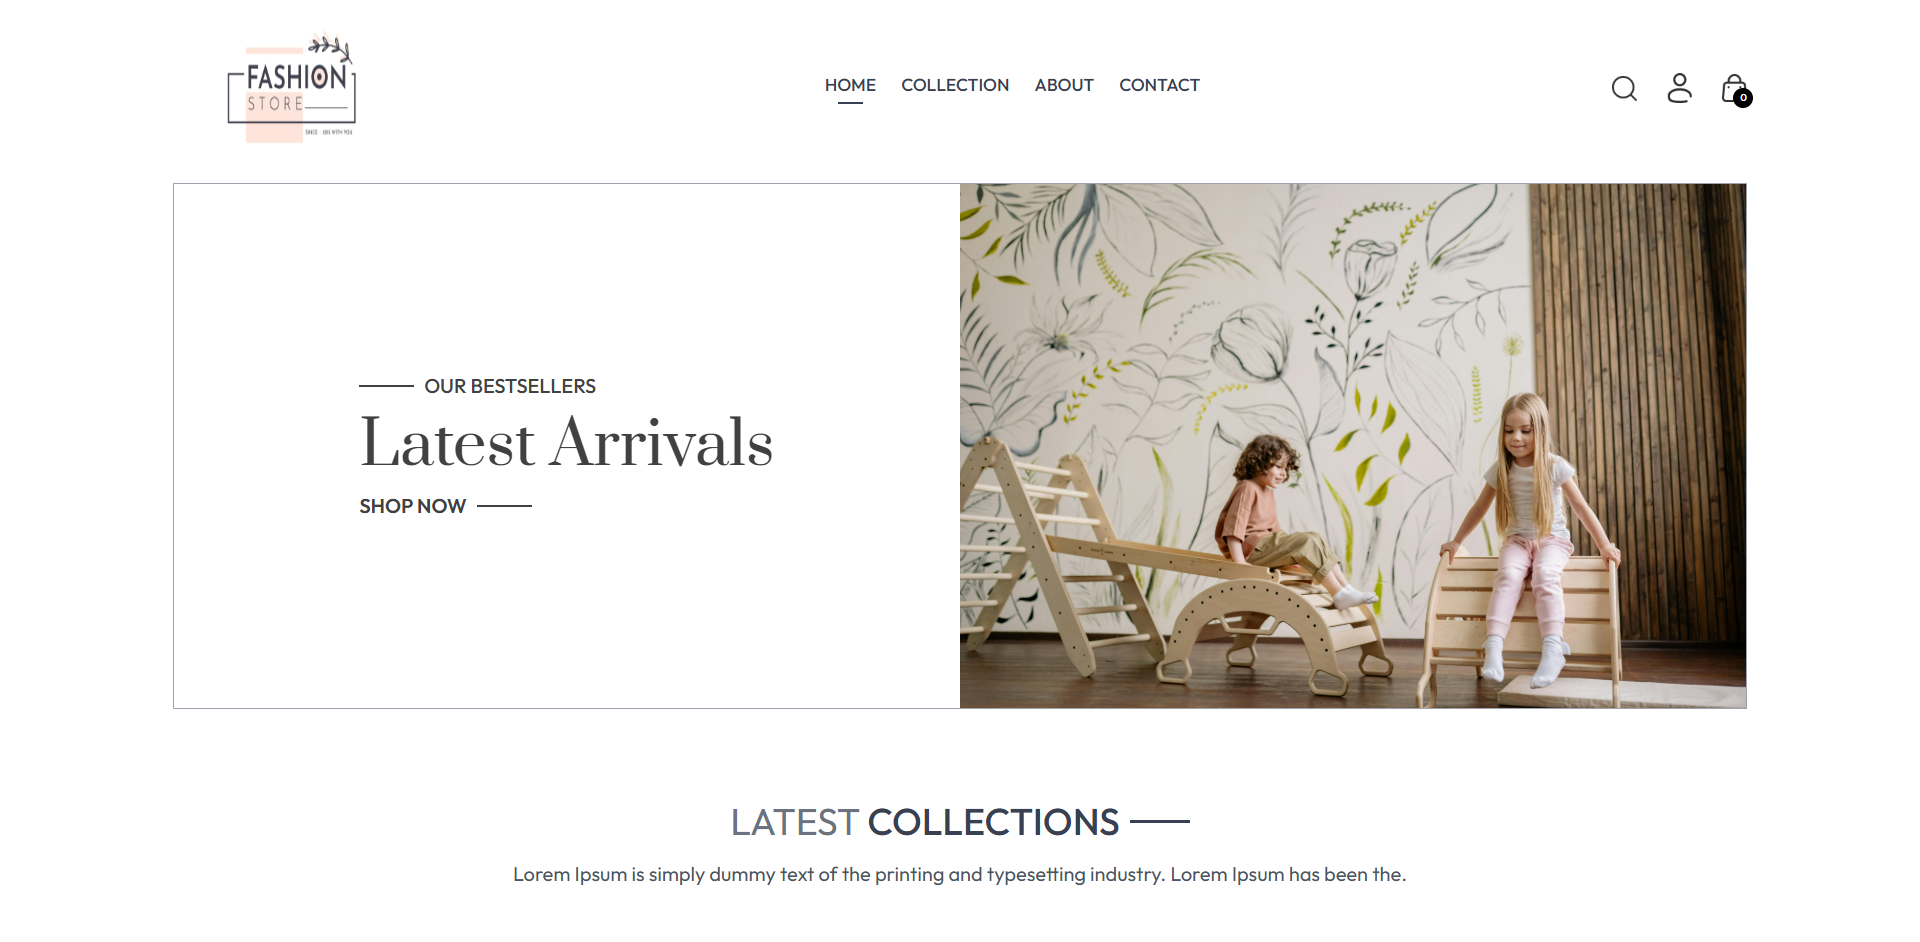 FASHION
STORE
HOME COLLECTION ABOUT CONTACT
0
OUR BESTSELLERS
Latest Arrivals
SHOP NOW
LATEST COLLECTIONS
Lorem Ipsum is simply dummy text of the printing and typesetting industry. Lorem Ipsum has been the.